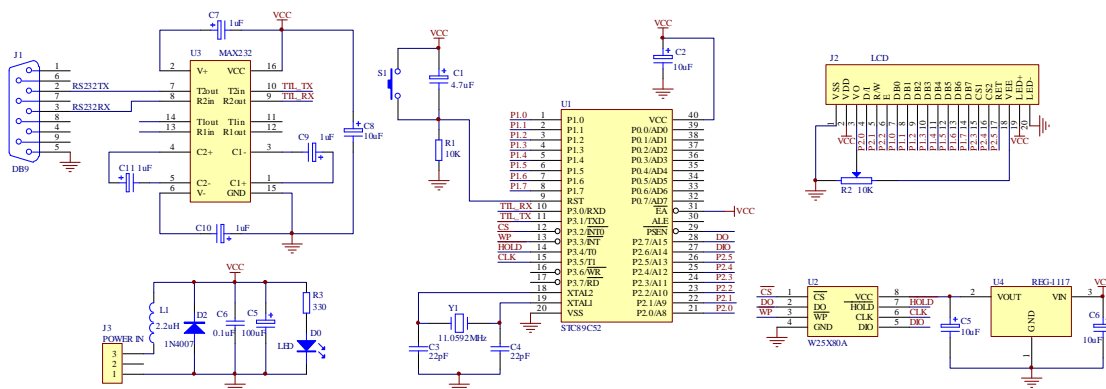 C7
1uF
VCC
J1
U3
MAX232
1
6
2
7
3
8
4
9
5
DB9
RS232TX
RS232RX
2
V+
VCC
16
7
T2out
T2in
10
TTL_TX
8
R2in
R2out
9
TTL_RX
14
T1out
T1in
11
13
R1in
R1out
12
4
C2+
C1-
3
5
C2-
C1+
1
6
V-
GND
15
C11 1uF
C9
1uF
C8
10uF
C10
1uF
VCC
S1
C1
4.7uF
R1
10K
VCC
C2
10uF
U1
P1.0
1
P1.0
VCC
40
P1.1
2
P1.1
P0.0/AD0
39
P1.2
3
P1.2
P0.1/AD1
38
P1.3
4
P1.3
P0.2/AD2
37
P1.4
5
P1.4
P0.3/AD3
36
P1.5
6
P1.5
P0.4/AD4
35
P1.6
7
P1.6
P0.5/AD5
34
P1.7
8
P1.7
P0.6/AD6
33
9
RST
P0.7/AD7
32
TTL_RX
10
P3.0/RXD
EA
31
VCC
TTL_TX
11
P3.1/TXD
ALE
30
CS
12
P3.2/INT0
PSEN
29
WP
13
P3.3/INT
P2.7/A15
28
DO
HOLD
14
P3.4/T0
P2.6/A14
27
DIO
CLK
15
P3.5/T1
P2.5/A13
26
P2.5
16
P3.6/WR
P2.4/A12
25
P2.4
17
P3.7/RD
P2.3/A11
24
P2.3
18
XTAL2
P2.2/A10
23
P2.2
19
XTAL1
P2.1/A9
22
P2.1
20
VSS
P2.0/A8
21
P2.0
STC89C52
Y1
11.0592MHz
C3
22pF
C4
22pF
VCC
L1
2.2uH
D2
1N4007
C6
0.1uF
C5
100uF
R3
330
D0
LED
J3
POWER IN
3
2
1
J2
LCD
VSS
VDD
VO
D/I
R/W
E
DB0
DB1
DB2
DB3
DB4
DB5
DB6
DB7
CS1
CS2
RET
VEE
LED+
LED-
VCC
VCC
R2 10K
U2
CS
1
CS
VCC
8
DO
2
DO
HOLD
7
HOLD
WP
3
WP
CLK
6
CLK
4
GND
DIO
5
DIO
W25X80A
C5
10uF
U4
REG-1117
2
VOUT
VIN
3
GND
1
C6
10uF